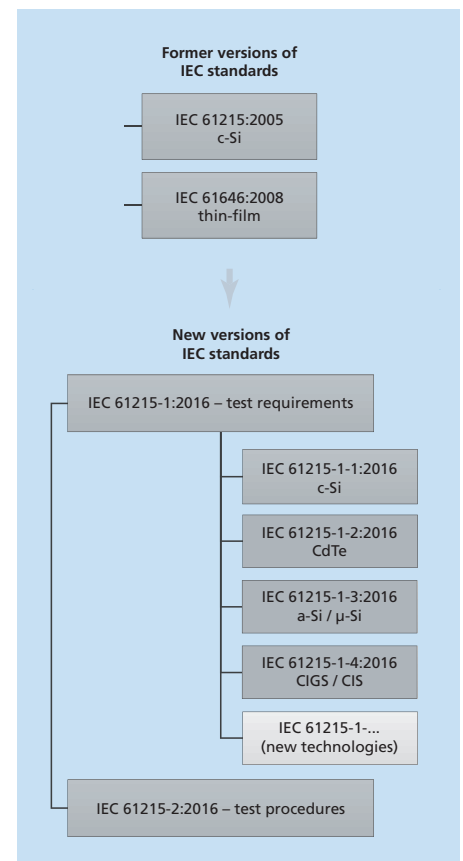 Former versions of
IEC standards
IEC 61215:2005
c-Si
IEC 61646:2008
thin-film
New versions of
IEC standards
IEC 61215-1:2016 – test requirements
IEC 61215-1-1:2016
c-Si
IEC 61215-1-2:2016
CdTe
IEC 61215-1-3:2016
a-Si / µ-Si
IEC 61215-1-4:2016
CIGS / CIS
IEC 61215-1-...
(new technologies)
IEC 61215-2:2016 – test procedures